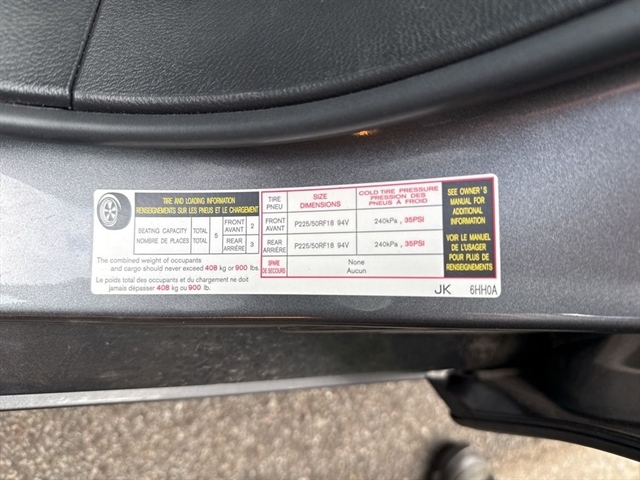 TIRE AND LOADING INFORMATION
RENSEIGNEMENTS SUR LES PNEUS ET LE CHARGEMENT
SEATING CAPACITY TOTAL 5 FRONT AVANT 2
NOMBRE DE PLACES TOTAL REAR ARRIÈRE 3
The combined weight of occupants
and cargo should never exceed 408 kg or 900 lbs.
Le poids total des occupants et du chargement ne doit
jamais dépasser 408 kg ou 900 lb.
TIRE PNEU SIZE DIMENSIONS COLD TIRE PRESSURE PRESSION DES PNEUS À FROID
FRONT AVANT P225/50RF18 94V 240kPa, 35PSI
REAR ARRIÈRE P225/50RF18 94V 240kPa, 35PSI
SPARE DE SECOURS None Aucun
SEE OWNER'S
MANUAL FOR
ADDITIONAL
INFORMATION
VOIR LE MANUEL
DE L'USAGER
POUR PLUS DE
RENSEIGNEMENTS
JK 6HH0A